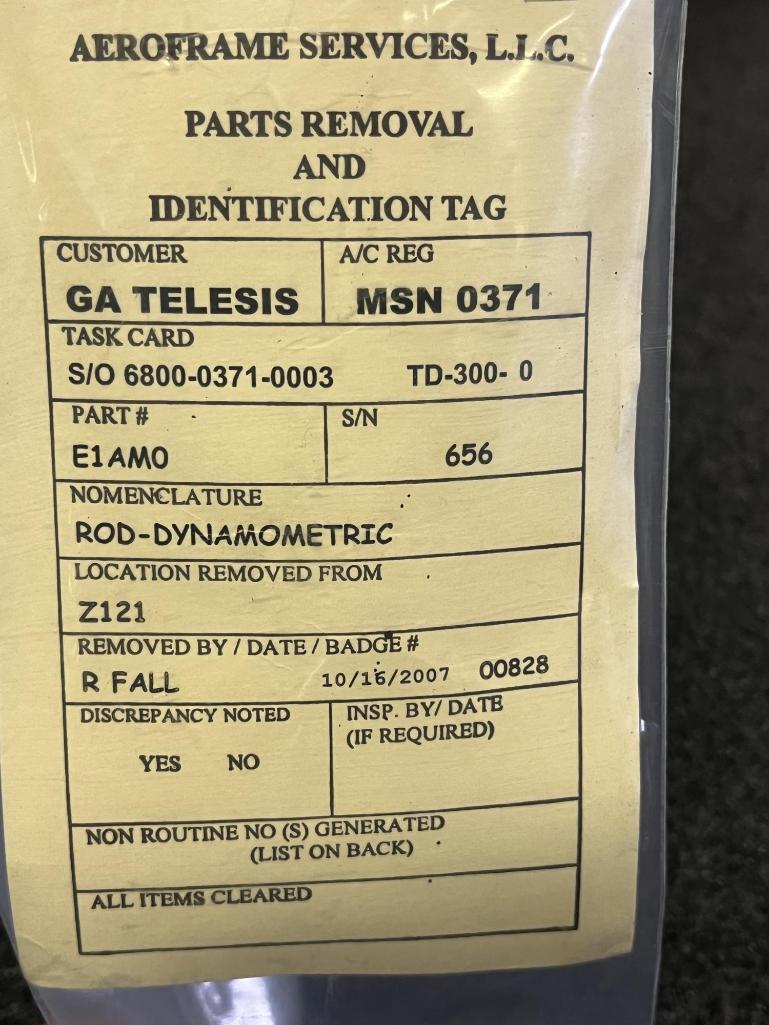 AEROFRAME SERVICES, L.L.C.
PARTS REMOVAL
AND
IDENTIFICATION TAG
CUSTOMER A/C REG
GA TELESIS MSN 0371
TASK CARD
S/O 6800-0371-0003 TD-300- 0
PART # S/N
E1AM0 656
NOMENCLATURE
ROD-DYNAMOMETRIC
LOCATION REMOVED FROM
Z121
REMOVED BY / DATE / BADGE #
R FALL 10/16/2007 00828
DISCREPANCY NOTED INSP. BY/ DATE
(IF REQUIRED)
YES NO
NON ROUTINE NO (S) GENERATED
(LIST ON BACK)
ALL ITEMS CLEARED